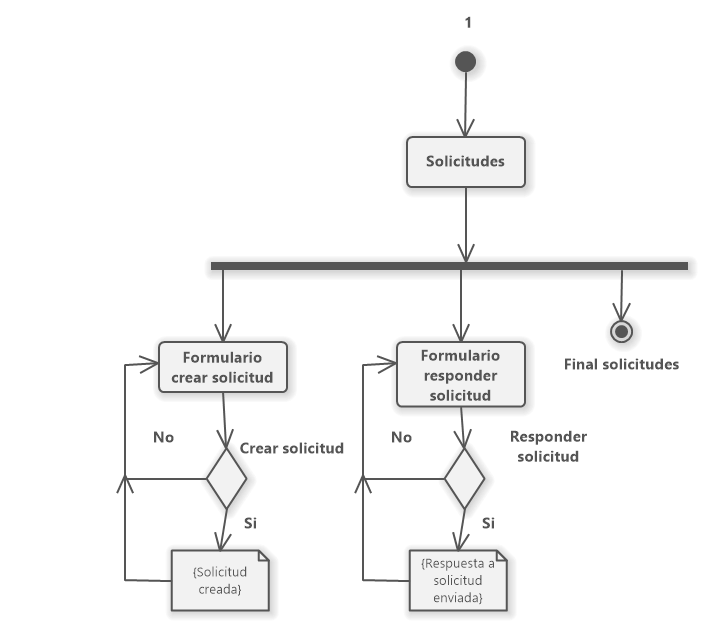 1
Solicitudes
Formulario
crear solicitud
Formulario
responder
solicitud
Final solicitudes
No
Crear solicitud
No
Responder
solicitud
Si
Si
{Solicitud
creada}
{Respuesta a
solicitud
enviada}